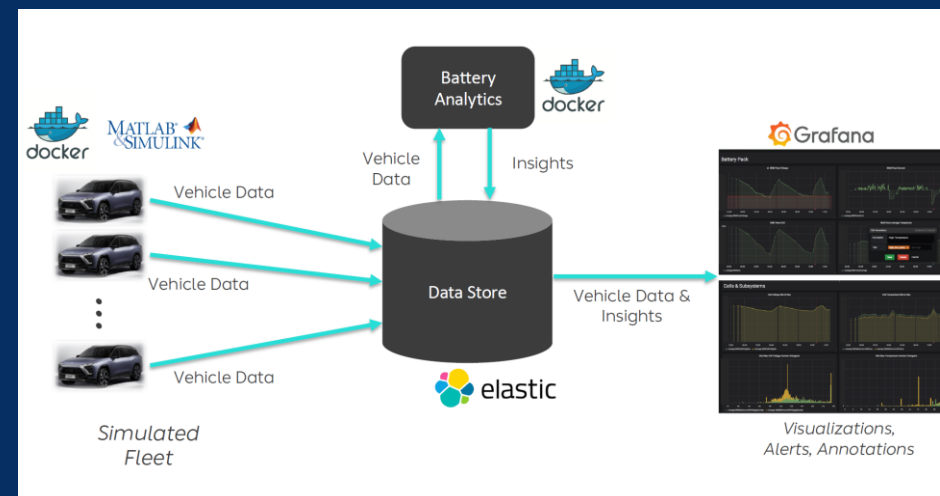 Battery
Analytics
docker
docker
MATLAB®
&SIMULINK®
Vehicle
Data
Insights
Grafana
Battery Pack
Vehicle Data
Vehicle Data
Data Store
Vehicle Data &
Insights
Cells & Subsystems
Vehicle Data
elastic
Simulated
Fleet
Visualizations,
Alerts, Annotations